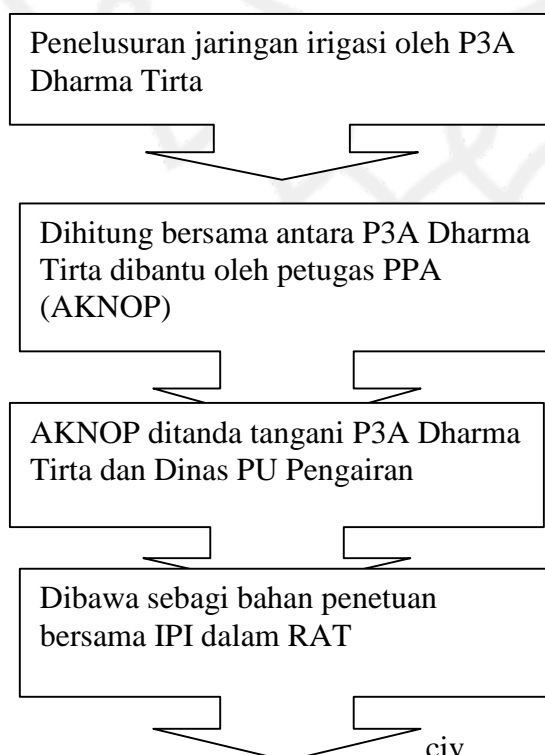 Penelusuran jaringan irigasi oleh P3A
Dharma Tirta
Dihitung bersama antara P3A Dharma
Tirta dibantu oleh petugas PPA
(AKNOP)
AKNOP ditanda tangani P3A Dharma
Tirta dan Dinas PU Pengairan
Dibawa sebagi bahan penetuan
bersama IPI dalam RAT
civ